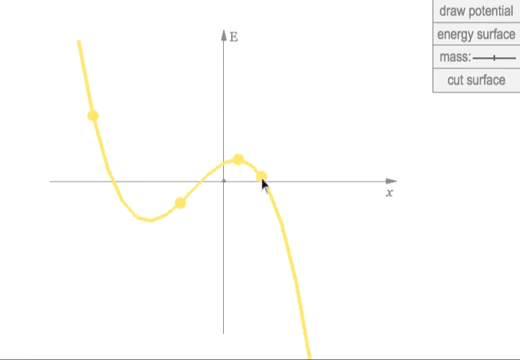 draw potential
energy surface
mass:
cut surface
E
x